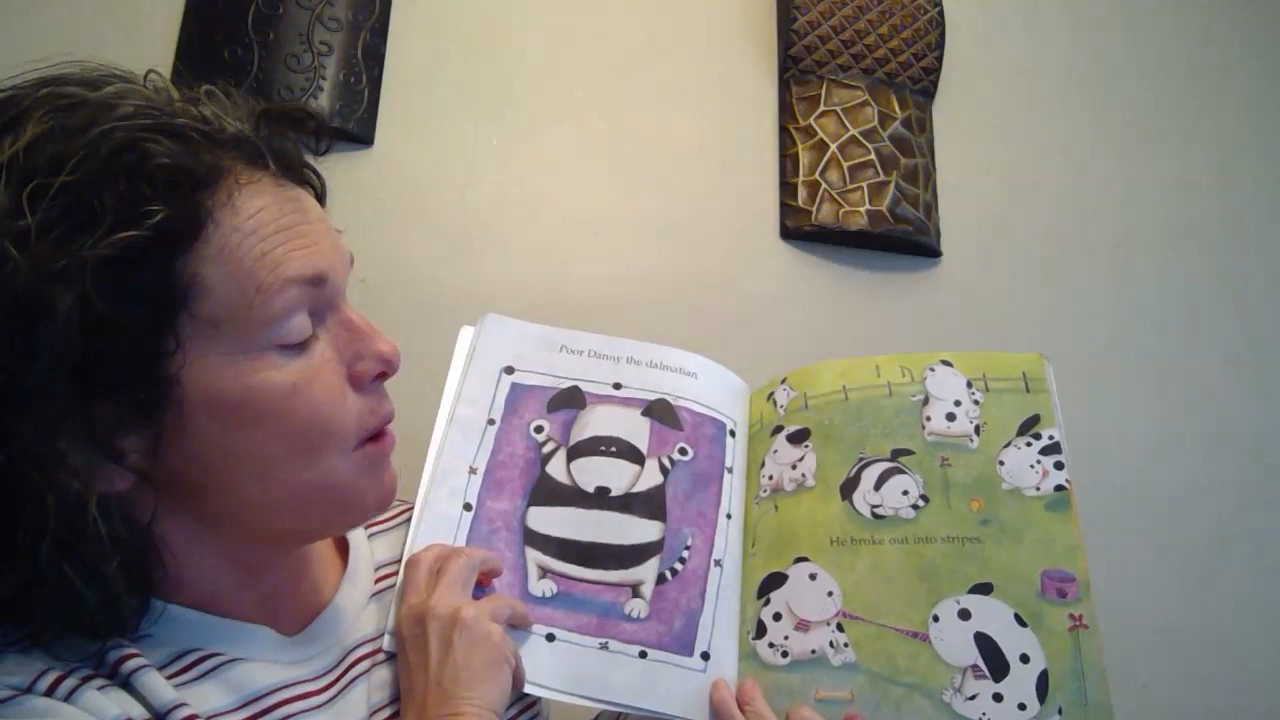 Poor Danny the dalmatian.
He broke out into stripes.